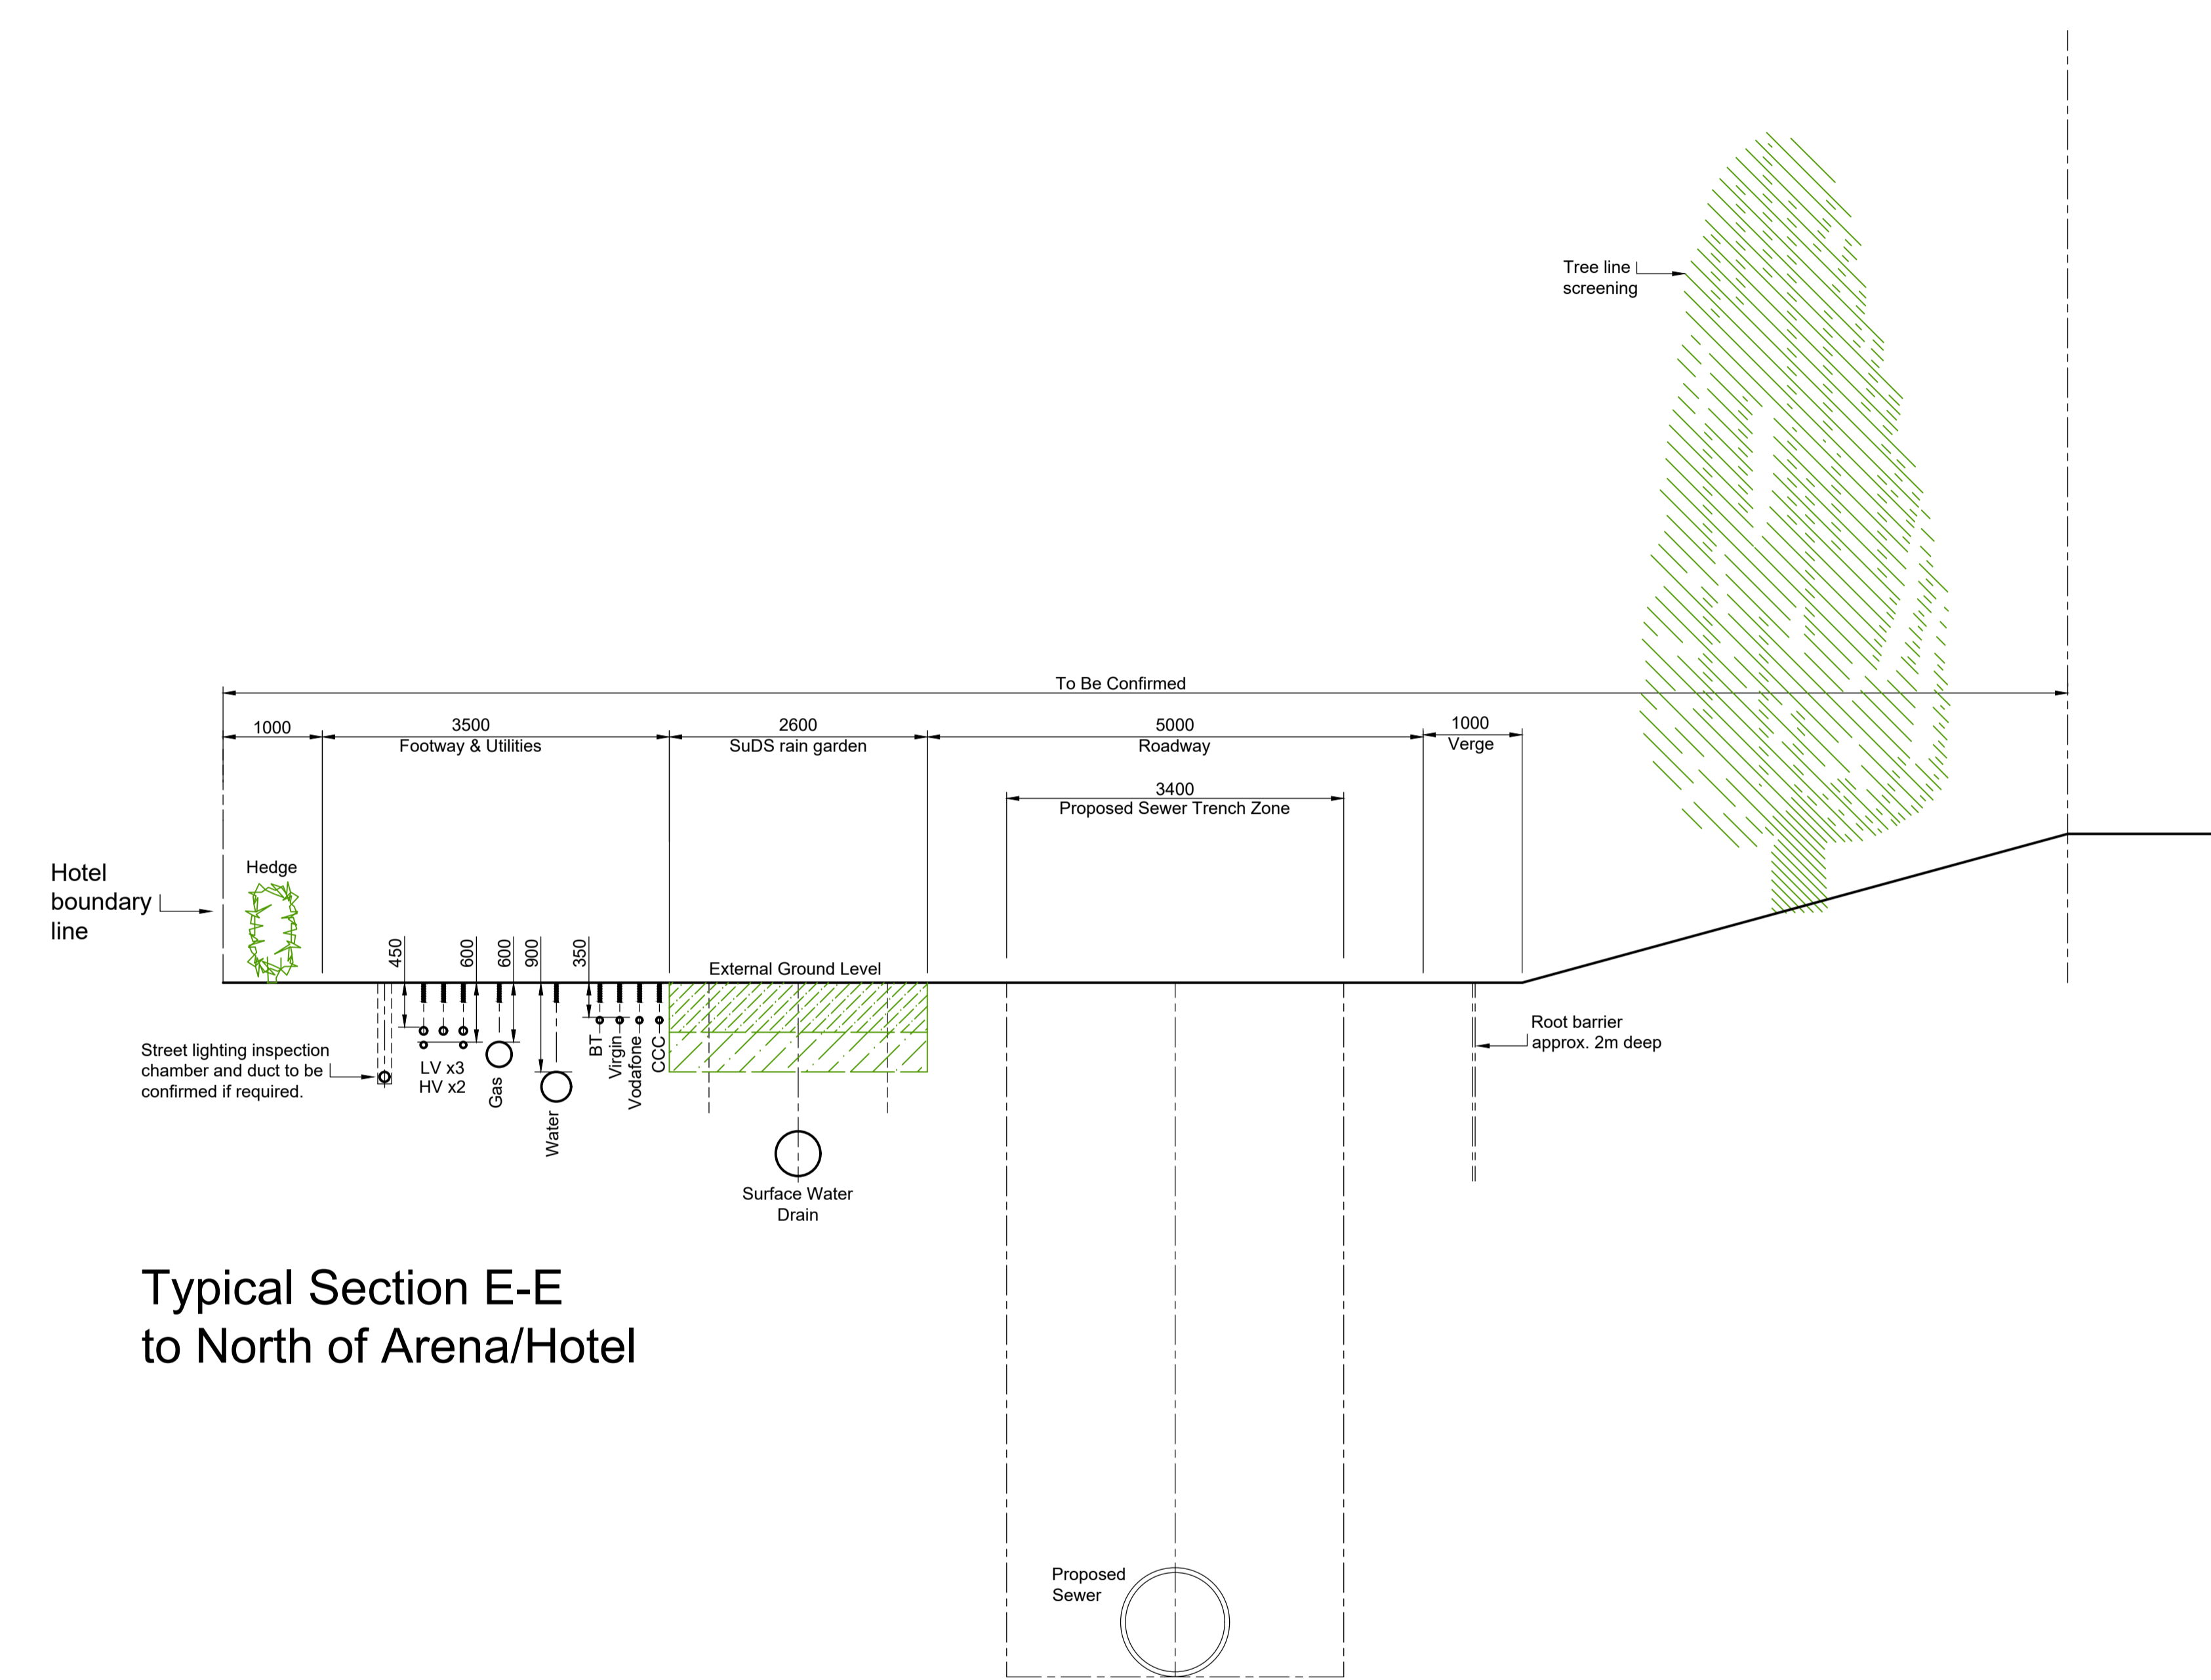 Tree line
screening
To Be Confirmed
1000
3500
Footway & Utilities
2600
SuDS rain garden
5000
Roadway
1000
Verge
3400
Proposed Sewer Trench Zone
Hotel
boundary
line
Hedge
450
600
600
900
350
External Ground Level
Street lighting inspection
chamber and duct to be
confirmed if required.
LV x3
HV x2
Gas
Water
BT
Virgin
Vodafone
CCC
Root barrier
approx. 2m deep
Surface Water
Drain
Typical Section E-E
to North of Arena/Hotel
Proposed
Sewer